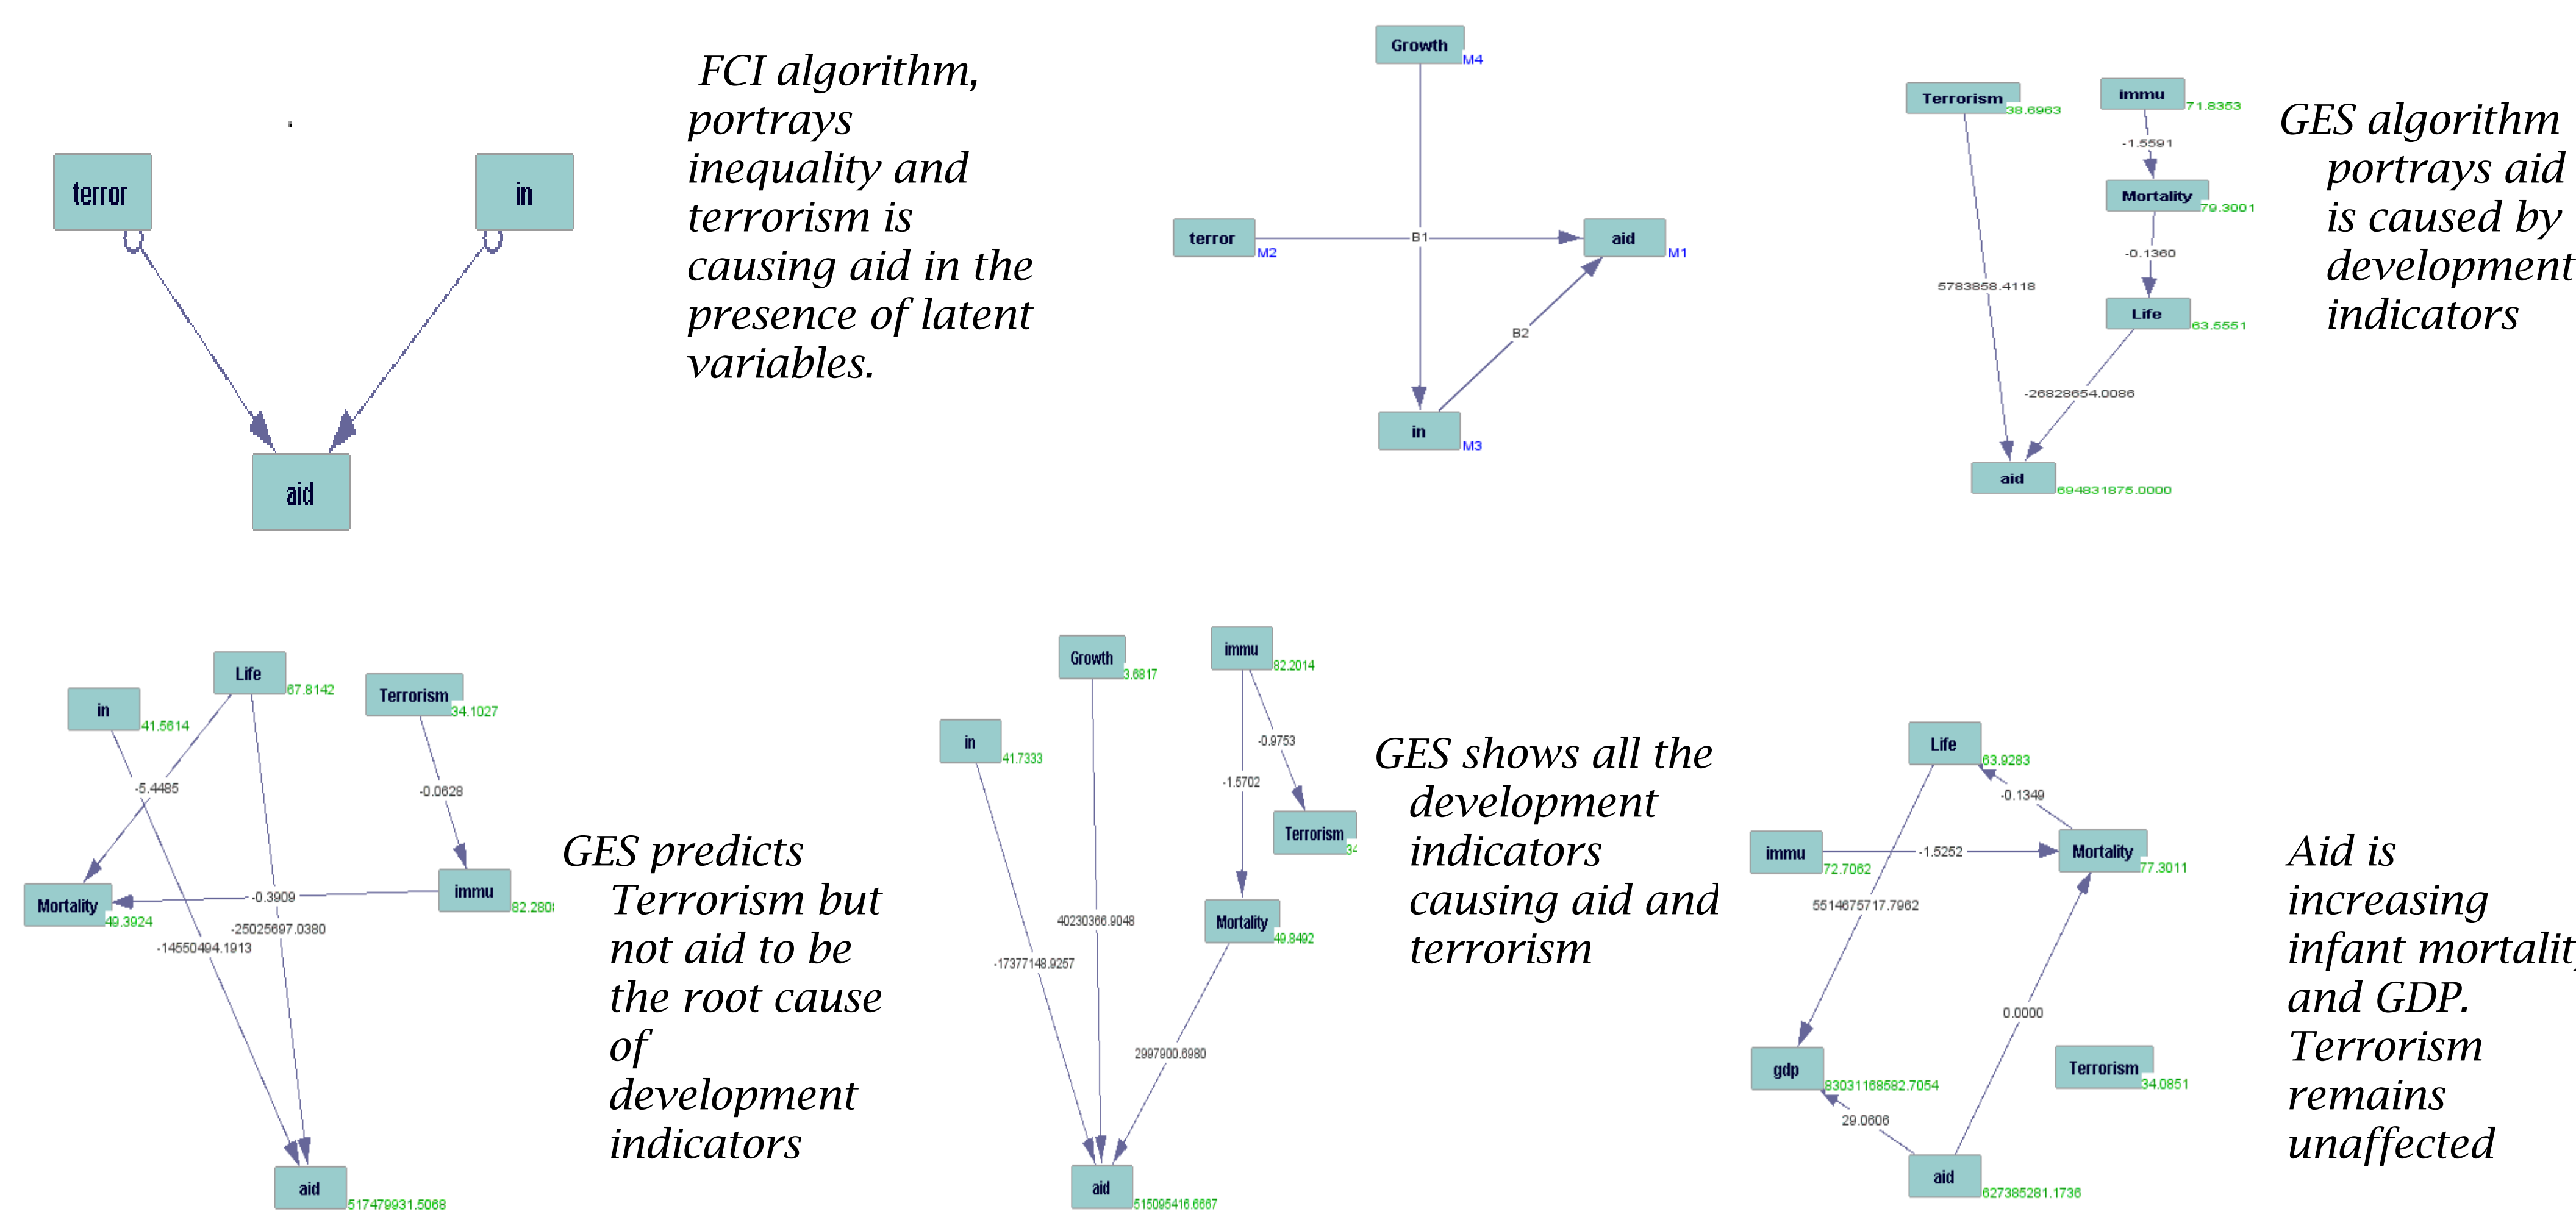 terror
in
aid
FCI algorithm,
portrays
inequality and
terrorism is
causing aid in the
presence of latent
variables.
Growth
M4
terror
M2
B1
aid
M1
B2
in
M3
Terrorism
38.6963
immu
71.8353
-1.5591
Mortality
79.3001
-0.1360
5783858.4118
Life
63.5551
-26828654.0086
aid
694831875.0000
GES algorithm
portrays aid
is caused by
development
indicators
Life
67.8142
in
41.5614
Terrorism
34.1027
-5.4485
-0.0628
immu
Mortality
49.3924
-0.3909
-25025697.0380
-14550494.1913
aid
517479931.5068
GES predicts
Terrorism but
not aid to be
the root cause
of
development
indicators
Growth
3.6817
immu
82.2014
in
41.7333
-0.9753
-1.5702
Terrorism
Mortality
49.8492
40230366.9048
-17377148.9257
2997900.6980
aid
515095416.6667
GES shows all the
development
indicators
causing aid and
terrorism
Life
63.9283
-0.1349
immu
72.7062
-1.5252
Mortality
77.3011
5514675717.7962
0.0000
gdp
83031168582.7054
Terrorism
34.0851
29.0606
aid
627385281.1736
Aid is
increasing
infant mortality
and GDP.
Terrorism
remains
unaffected